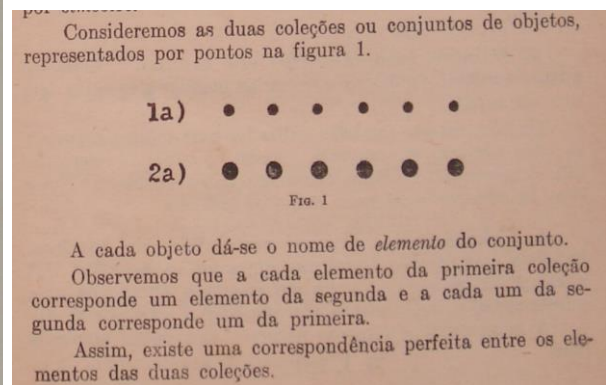 Consideremos as duas coleções ou conjuntos de objetos,
representados por pontos na figura 1.
1a)
2a)
FIG. 1
A cada objeto dá-se o nome de elemento do conjunto.
Observemos que a cada elemento da primeira coleção
corresponde um elemento da segunda e a cada um da se-
gunda corresponde um da primeira.
Assim, existe uma correspondência perfeita entre os ele-
mentos das duas coleções.